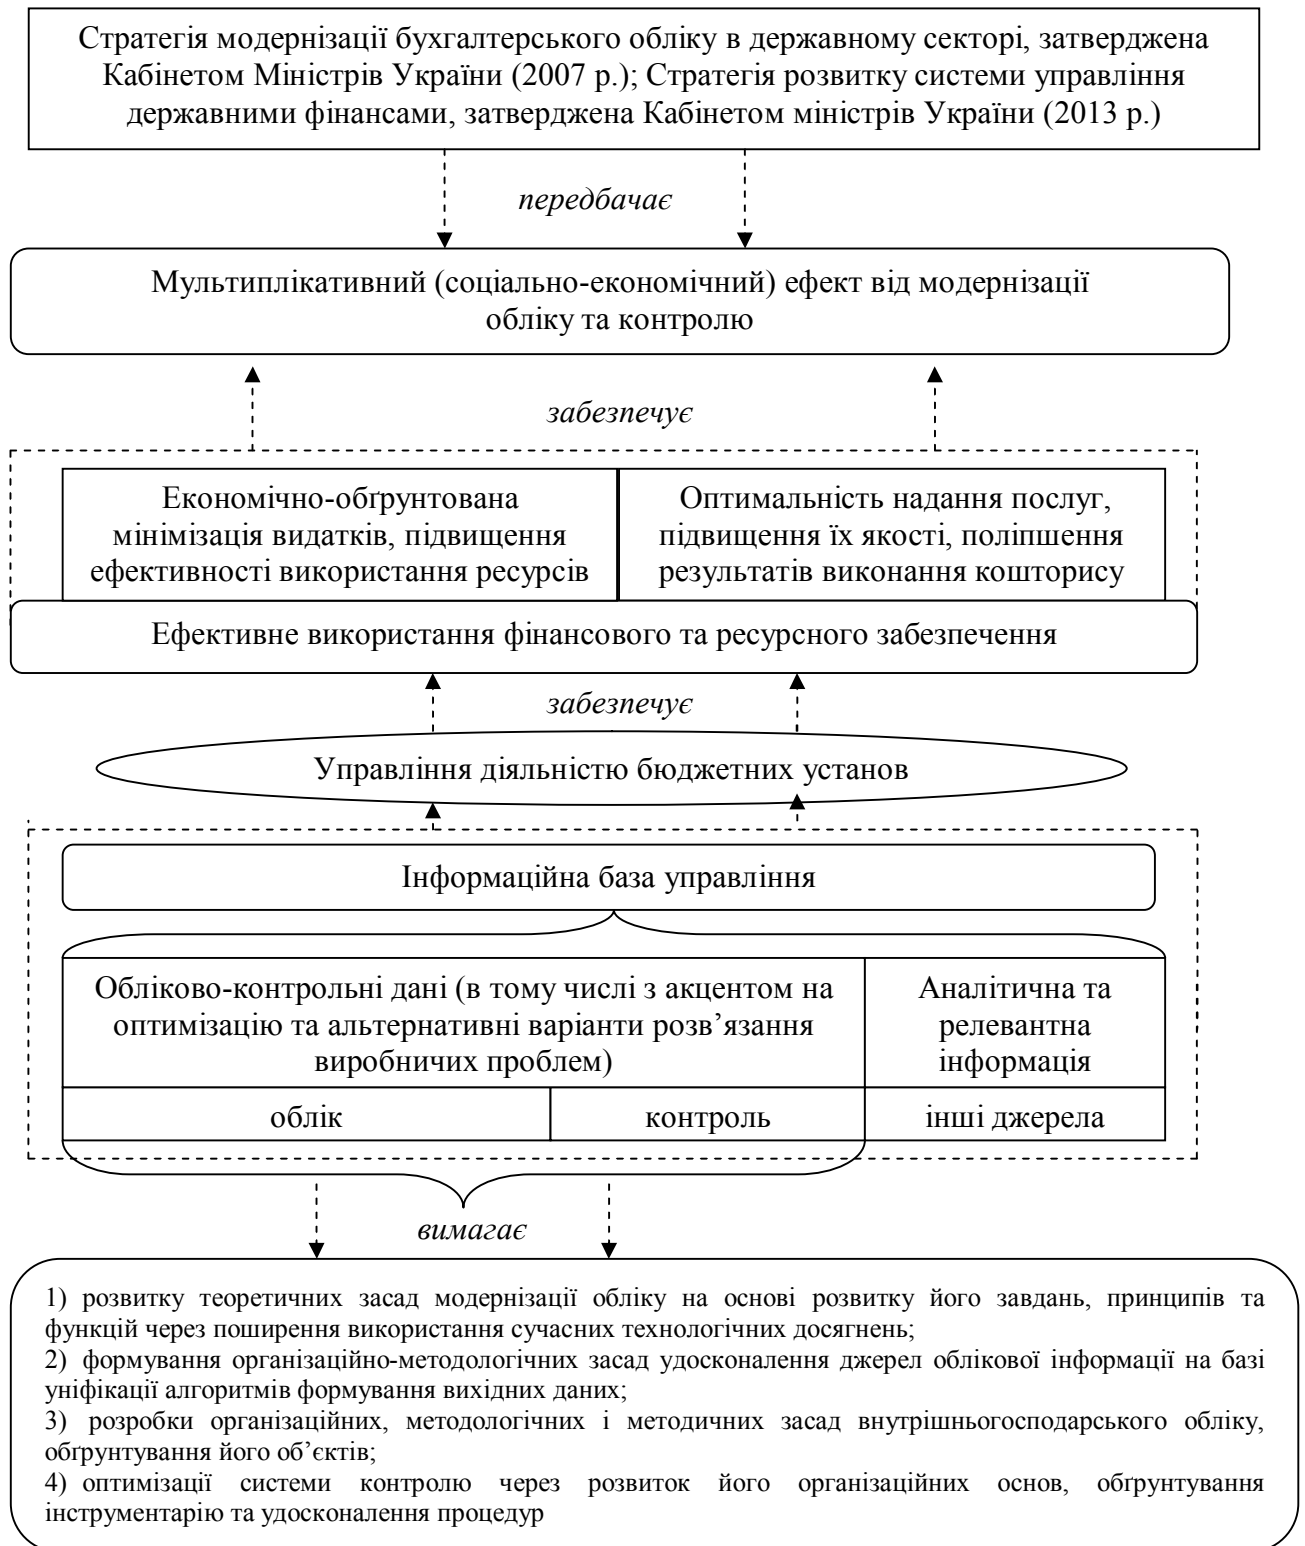 Стратегія модернізації бухгалтерського обліку в державному секторі, затверджена
Кабінетом Міністрів України (2007 р.); Стратегія розвитку системи управління
державними фінансами, затверджена Кабінетом міністрів України (2013 р.)
передбачає
Мультиплікативний (соціально-економічний) ефект від модернізації
обліку та контролю
забезпечує
Економічно-обґрунтована
мінімізація видатків, підвищення
ефективності використання ресурсів
Оптимальність надання послуг,
підвищення їх якості, поліпшення
результатів виконання кошторису
Ефективне використання фінансового та ресурсного забезпечення
забезпечує
Управління діяльністю бюджетних установ
Інформаційна база управління
Обліково-контрольні дані (в тому числі з акцентом на
оптимізацію та альтернативні варіанти розв’язання
виробничих проблем)
Аналітична та
релевантна
інформація
облік
контроль
інші джерела
вимагає
1) розвитку теоретичних засад модернізації обліку на основі розвитку його завдань, принципів та
функцій через поширення використання сучасних технологічних досягнень;
2) формування організаційно-методологічних засад удосконалення джерел облікової інформації на базі
уніфікації алгоритмів формування вихідних даних;
3) розробки організаційних, методологічних і методичних засад внутрішньогосподарського обліку,
обґрунтування його об’єктів;
4) оптимізації системи контролю через розвиток його організаційних основ, обґрунтування
інструментарію та удосконалення процедур